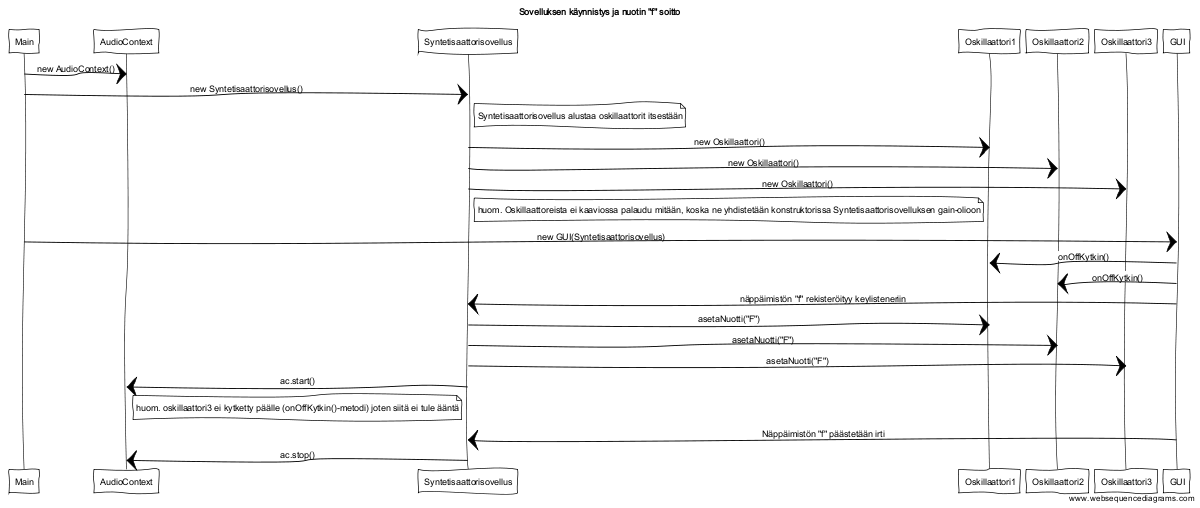 Sovelluksen käynnistys ja nuotin "f" soitto
Main
AudioContext
Syntetisaattorisovellus
Oskillaattori1
Oskillaattori2
Oskillaattori3
GUI
new AudioContext()
new Syntetisaattorisovellus()
Syntetisaattorisovellus alustaa oskillaattorit itsestään
new Oskillaattori()
new Oskillaattori()
new Oskillaattori()
huom. Oskillaattoreista ei kaaviossa palaudu mitään, koska ne yhdistetään konstruktorissa Syntetisaattorisovelluksen gain-olioon
new GUI(Syntetisaattorisovellus)
onOffKytkin()
onOffKytkin()
näppäimistön "f" rekisteröityy keylisteneriin
asetaNuotti("F")
asetaNuotti("F")
asetaNuotti("F")
ac.start()
huom. oskillaattori3 ei kytketty päälle (onOffKytkin()-metodi) joten siitä ei tule ääntä
Näppäimistön "f" päästetään irti
ac.stop()
Main
AudioContext
Syntetisaattorisovellus
Oskillaattori1
Oskillaattori2
Oskillaattori3
GUI
www.websequencediagrams.com